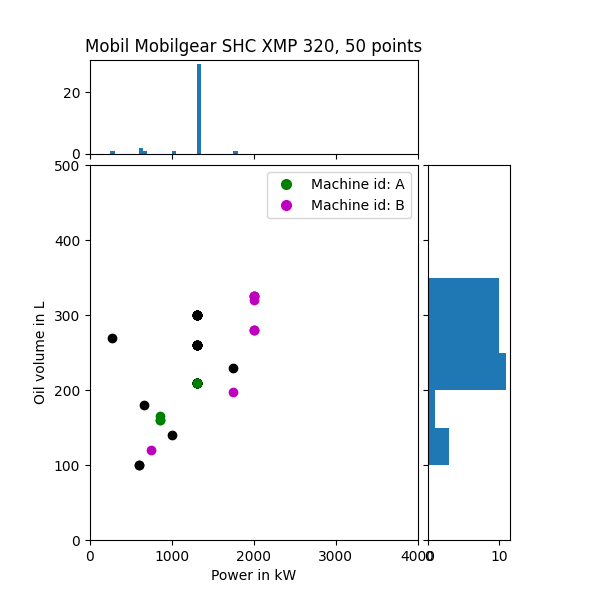 Mobil Mobilgear SHC XMP 320, 50 points
20
0
500
400
300
200
100
0
Machine id: A
Machine id: B
Oil volume in L
0 1000 2000 3000 4000
0 10
Power in kW